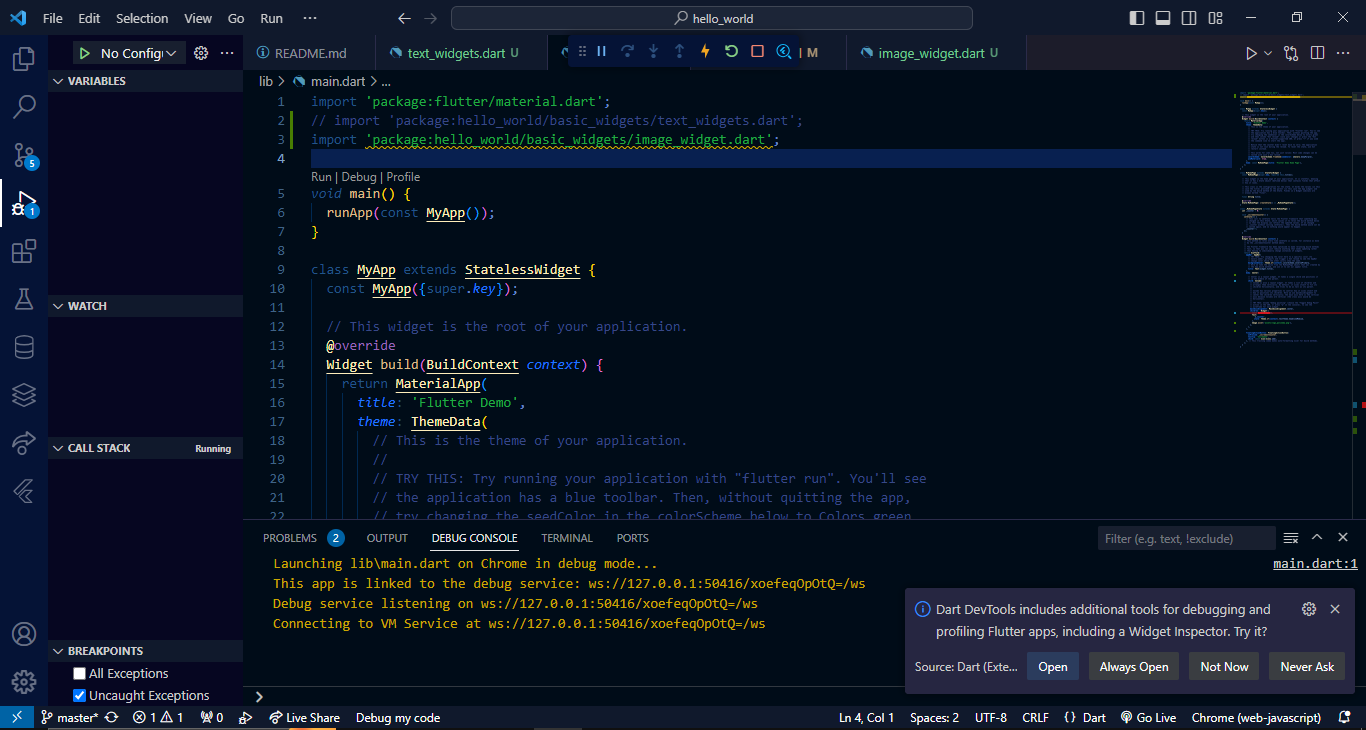 File Edit Selection View Go Run ··· hello_world
No Config README.md text_widgets.dart U M image_widget.dart U
VARIABLES
lib > main.dart > ...
1 import 'package:flutter/material.dart';
2 // import 'package:hello_world/basic_widgets/text_widgets.dart';
3 import 'package:hello_world/basic_widgets/image_widget.dart';
4
Run | Debug | Profile
5 void main() {
6 runApp(const MyApp());
7 }
8
9 class MyApp extends StatelessWidget {
10 const MyApp({super.key});
11
12 // This widget is the root of your application.
13 @override
14 Widget build(BuildContext context) {
15 return MaterialApp(
16 title: 'Flutter Demo',
17 theme: ThemeData(
18 // This is the theme of your application.
19 //
20 // TRY THIS: Try running your application with "flutter run". You'll see
21 // the application has a blue toolbar. Then, without quitting the app,
22 // try changing the seedColor in the colorScheme below to Colors.green
5
1
WATCH
CALL STACK Running
BREAKPOINTS
All Exceptions
Uncaught Exceptions
PROBLEMS 2 OUTPUT DEBUG CONSOLE TERMINAL PORTS Filter (e.g. text, !exclude)
Launching lib\main.dart on Chrome in debug mode... main.dart:1
This app is linked to the debug service: ws://127.0.0.1:50416/xoefeqOpOtQ=/ws
Debug service listening on ws://127.0.0.1:50416/xoefeqOpOtQ=/ws
Connecting to VM Service at ws://127.0.0.1:50416/xoefeqOpOtQ=/ws
Dart DevTools includes additional tools for debugging and
profiling Flutter apps, including a Widget Inspector. Try it?
Source: Dart (Exte... Open Always Open Not Now Never Ask
master* 1 1 0 Live Share Debug my code Ln 4, Col 1 Spaces: 2 UTF-8 CRLF {} Dart Go Live Chrome (web-javascript)